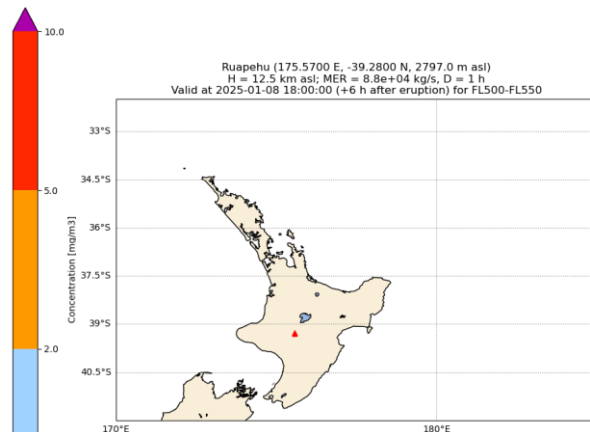 Ruapehu (175.5700 E, -39.2800 N, 2797.0 m asl)
H = 12.5 km asl; MER = 8.8e+04 kg/s, D = 1 h
Valid at 2025-01-08 18:00:00 (+6 h after eruption) for FL500-FL550
10.0
5.0
2.0
Concentration [mg/m3]
33°S
34.5°S
36°S
37.5°S
39°S
40.5°S
170°E
180°E